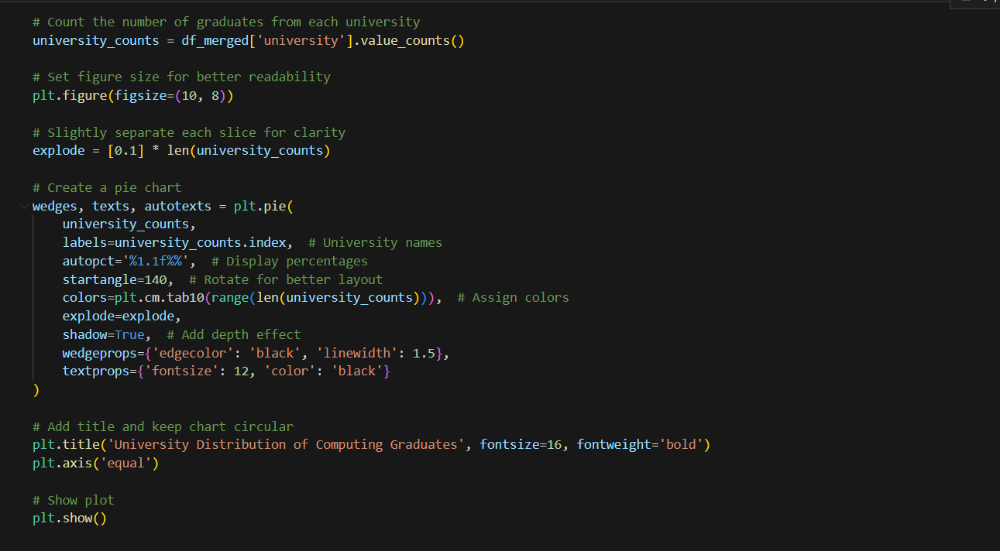 # Count the number of graduates from each university
university_counts = df_merged['university'].value_counts()
# Set figure size for better readability
plt.figure(figsize=(10, 8))
# Slightly separate each slice for clarity
explode = [0.1] * len(university_counts)
# Create a pie chart
wedges, texts, autotexts = plt.pie(
    university_counts,
    labels=university_counts.index,  # University names
    autopct='%1.1f%%',  # Display percentages
    startangle=140,  # Rotate for better layout
    colors=plt.cm.tab10(range(len(university_counts))),  # Assign colors
    explode=explode,
    shadow=True,  # Add depth effect
    wedgeprops={'edgecolor': 'black', 'linewidth': 1.5},
    textprops={'fontsize': 12, 'color': 'black'}
)
# Add title and keep chart circular
plt.title('University Distribution of Computing Graduates', fontsize=16, fontweight='bold')
plt.axis('equal')
# Show plot
plt.show()